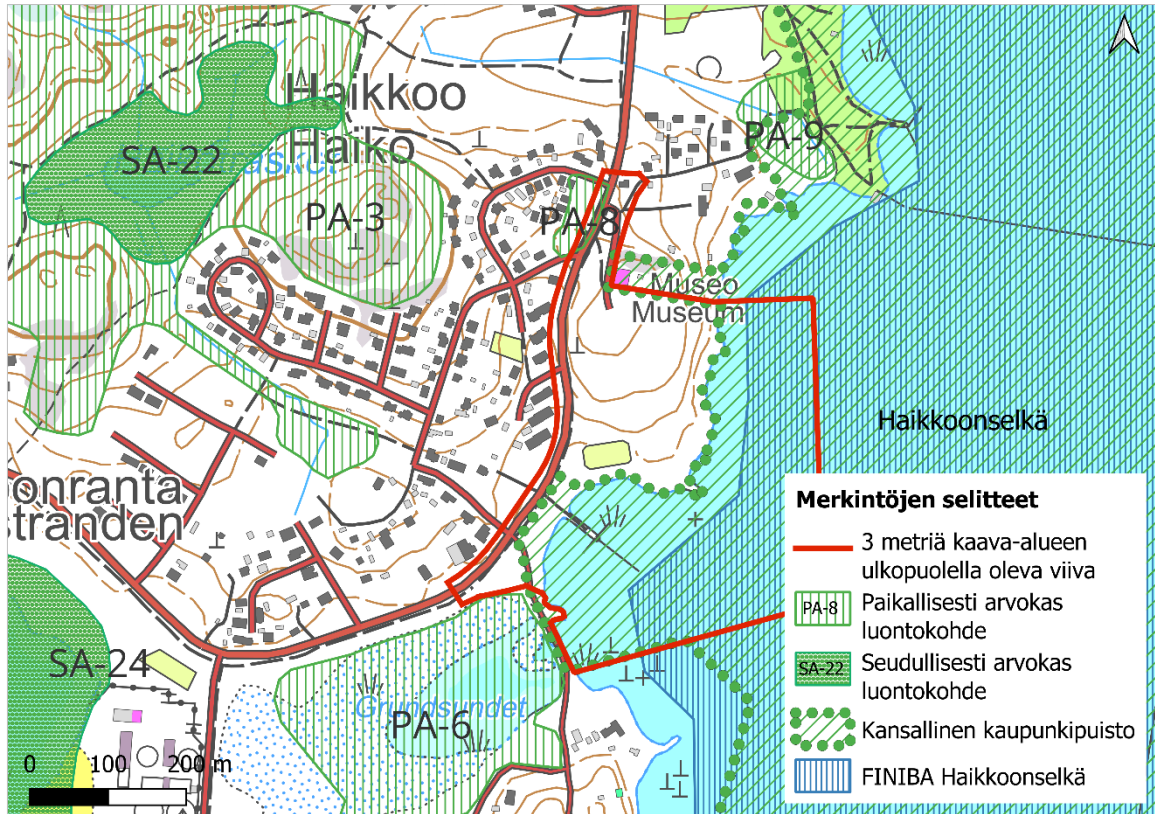 20
Haikkoo
Haiko
SA-22
PA-9
PA-3
PA-8
Museo
Museum
Haikkoonselkä
onranta
stranden
SA-24
Grundsundet
PA-6
0 100 200 m
Merkintöjen selitteet
3 metriä kaava-alueen
ulkopuolella oleva viiva
PA-8 Paikallisesti arvokas
luontokohde
SA-22 Seudullisesti arvokas
luontokohde
Kansallinen kaupunkipuisto
FINIBA Haikkoonselkä